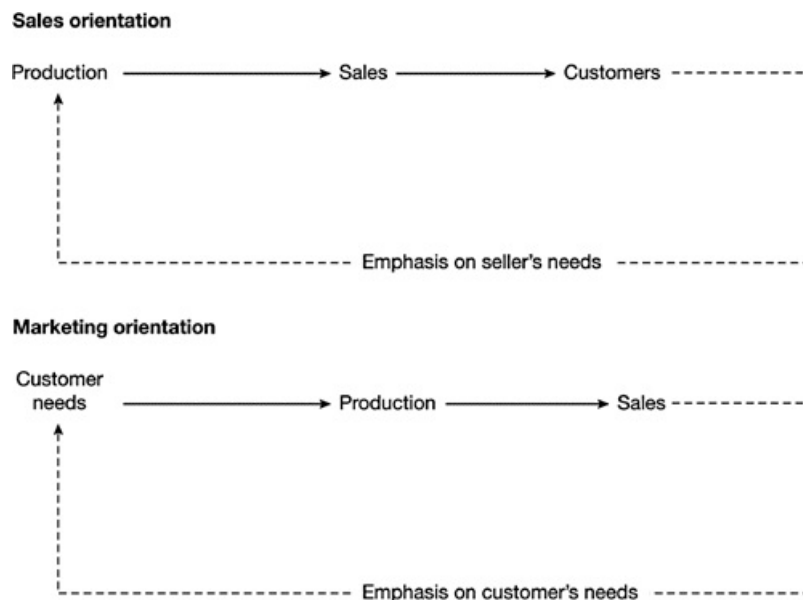 Sales orientation
Production
Sales
Customers
Emphasis on seller's needs
Marketing orientation
Customer
needs
Production
Sales
Emphasis on customer's needs